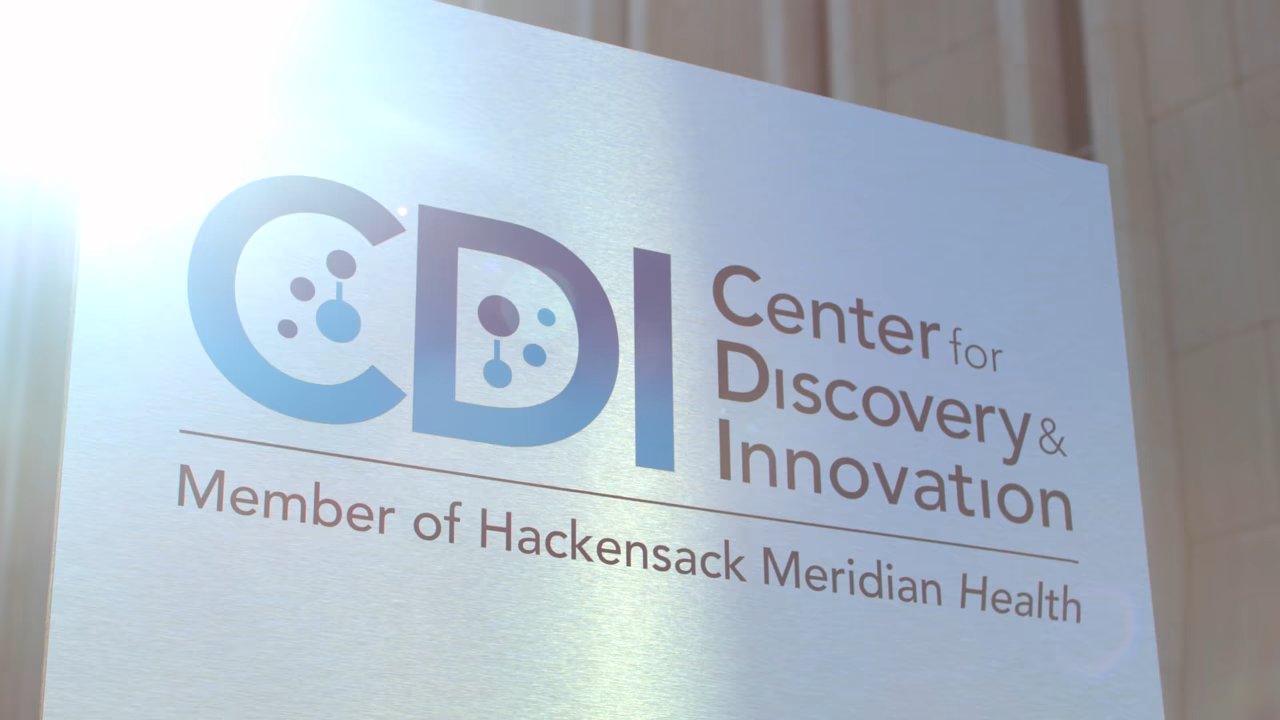 CDI
Center for
Discovery &
Innovation
Member of Hackensack Meridian Health